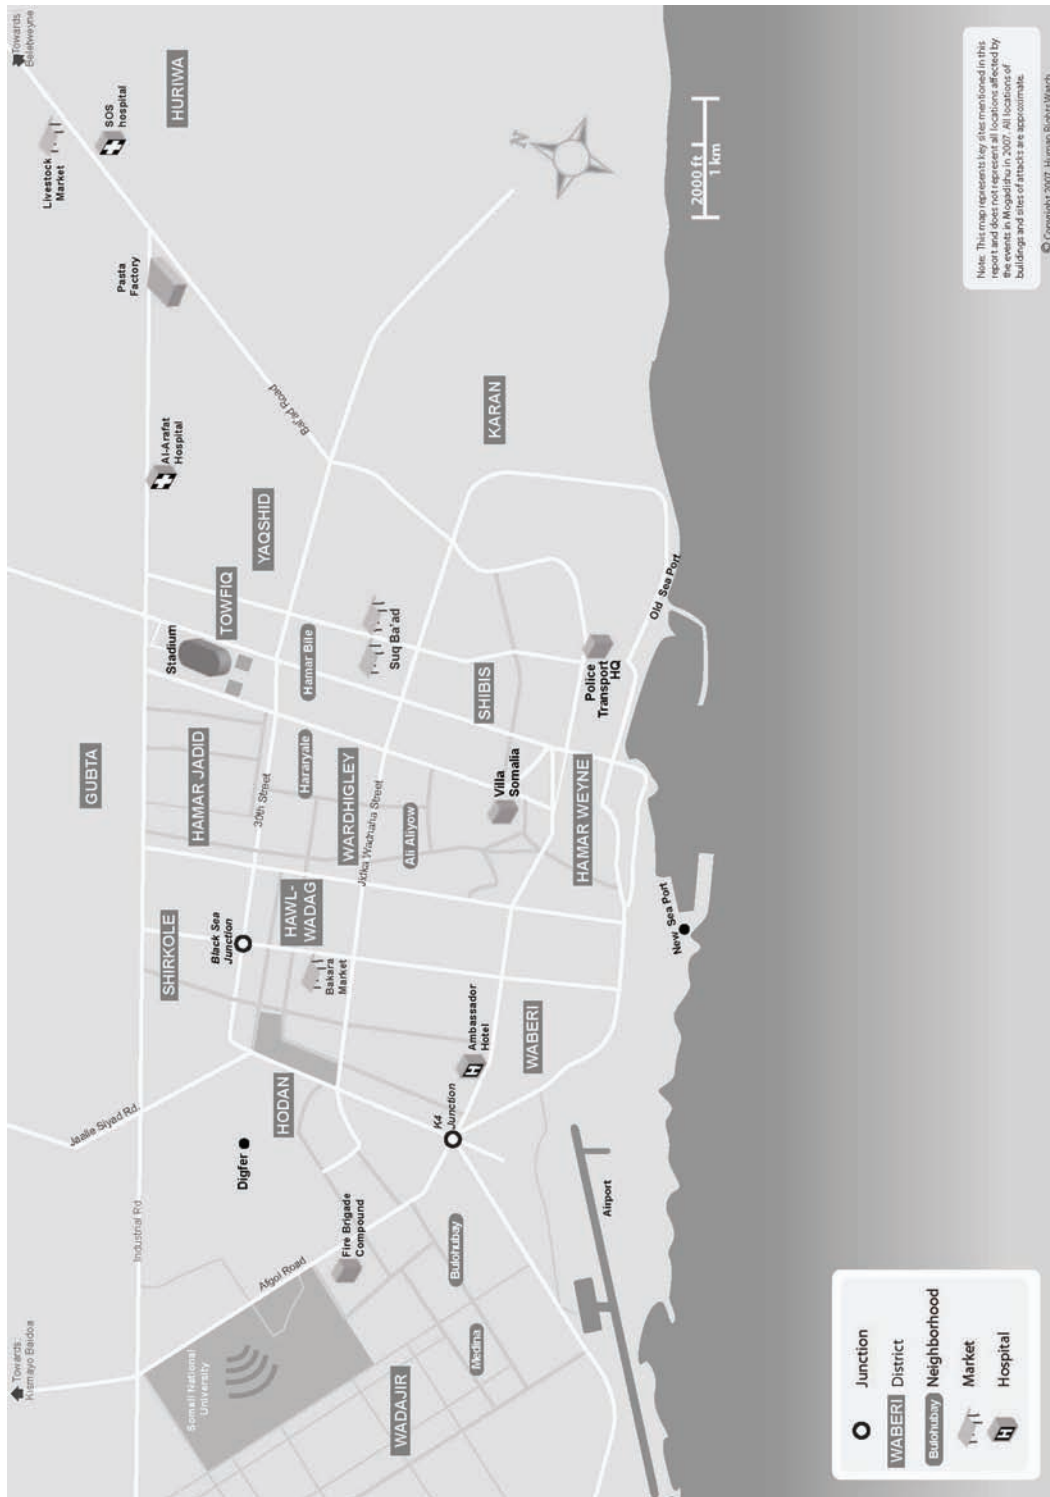 Towards:
Kismayo Baidoa
Towards
Beletweyne
Livestock
Market
SOS
hospital
HURIWA
Pasta
Factory
Al-Arafat
Hospital
Bal'ad Road
GUBTA
Industrial Rd
Jaalle Siyad Rd.
Somali National
University
Stadium
TOWFIQ
YAQSHID
HAMAR JADID
SHIRKOLE
Black Sea
Junction
30th Street
Hararyale
Hamar Bile
Suq Ba'ad
Digfer
HODAN
HAWL-
WADAG
Bakara
Market
WARDHIGLEY
Jidka Wadnaha Street
Ali Aliyow
Afgoi Road
Fire Brigade
Compound
K4
Junction
Ambassador
Hotel
Villa
Somalia
SHIBIS
KARAN
N
WADAJIR
Medina
Bulohubay
WABERI
HAMAR WEYNE
Police
Transport
HQ
Airport
New Sea Port
Old Sea Port
2000 ft
1 km
Junction
WABERI District
Bulohubay Neighborhood
Market
H Hospital
Note: This map represents key sites mentioned in this
report and does not represent all locations affected by
the events in Mogadishu in 2007. All locations of
buildings and sites of attacks are approximate.
© Copyright 2007 Human Rights Watch